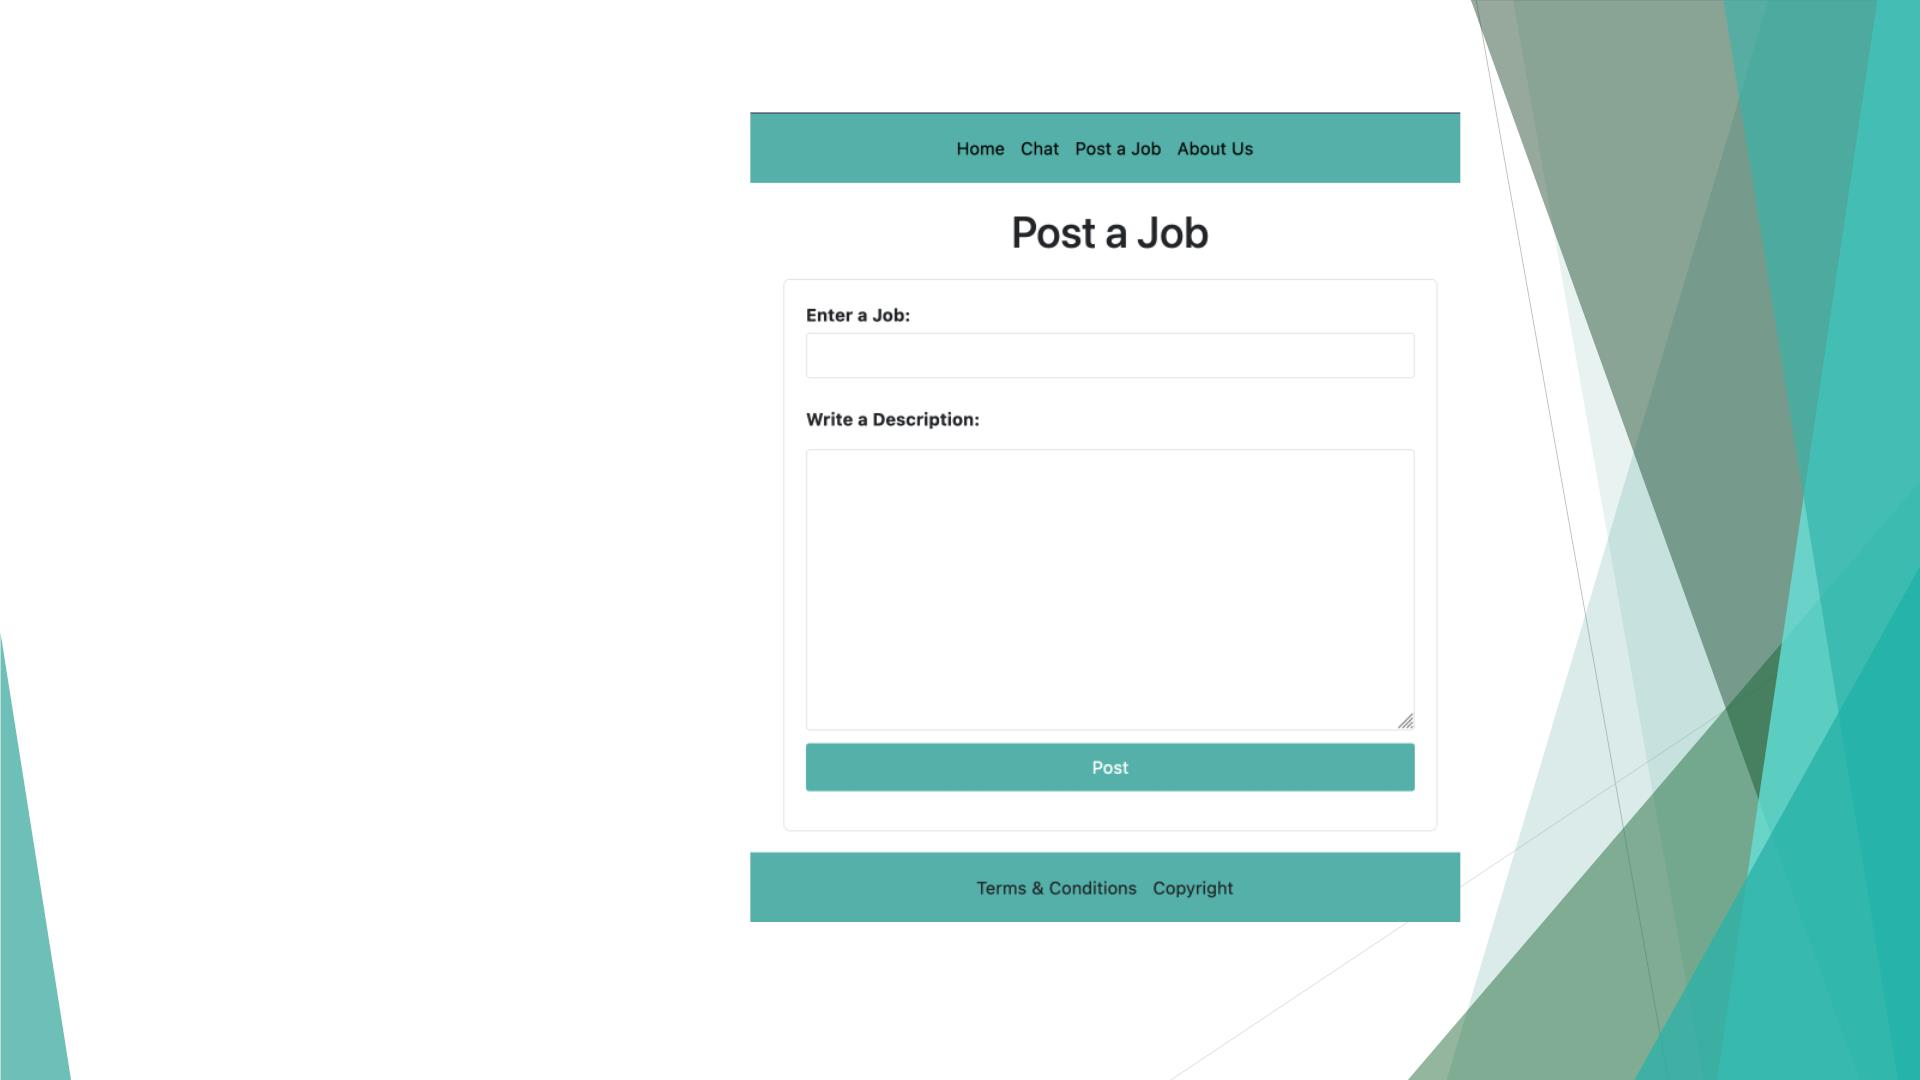 Home Chat Post a Job About Us
Post a Job
Enter a Job:
Write a Description:
Post
Terms & Conditions Copyright